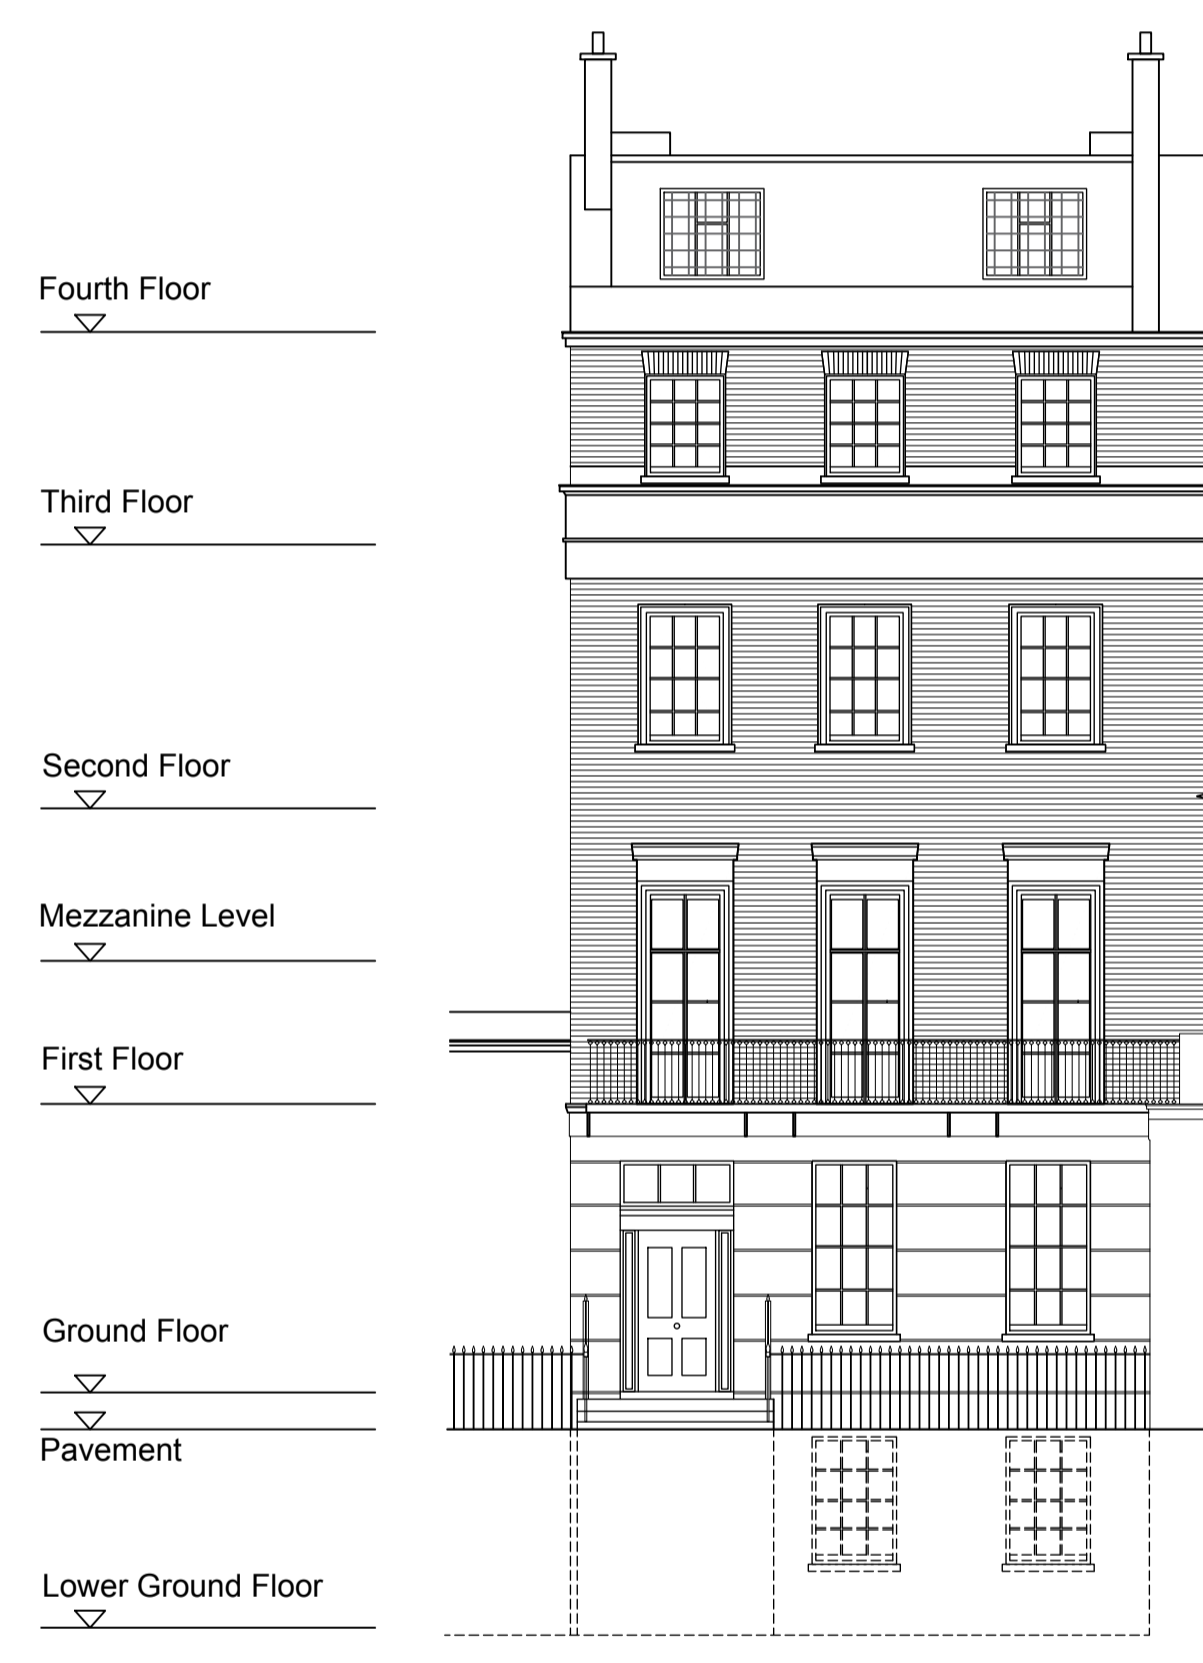 Fourth Floor
Third Floor
Second Floor
Mezzanine Level
First Floor
Ground Floor
Pavement
Lower Ground Floor